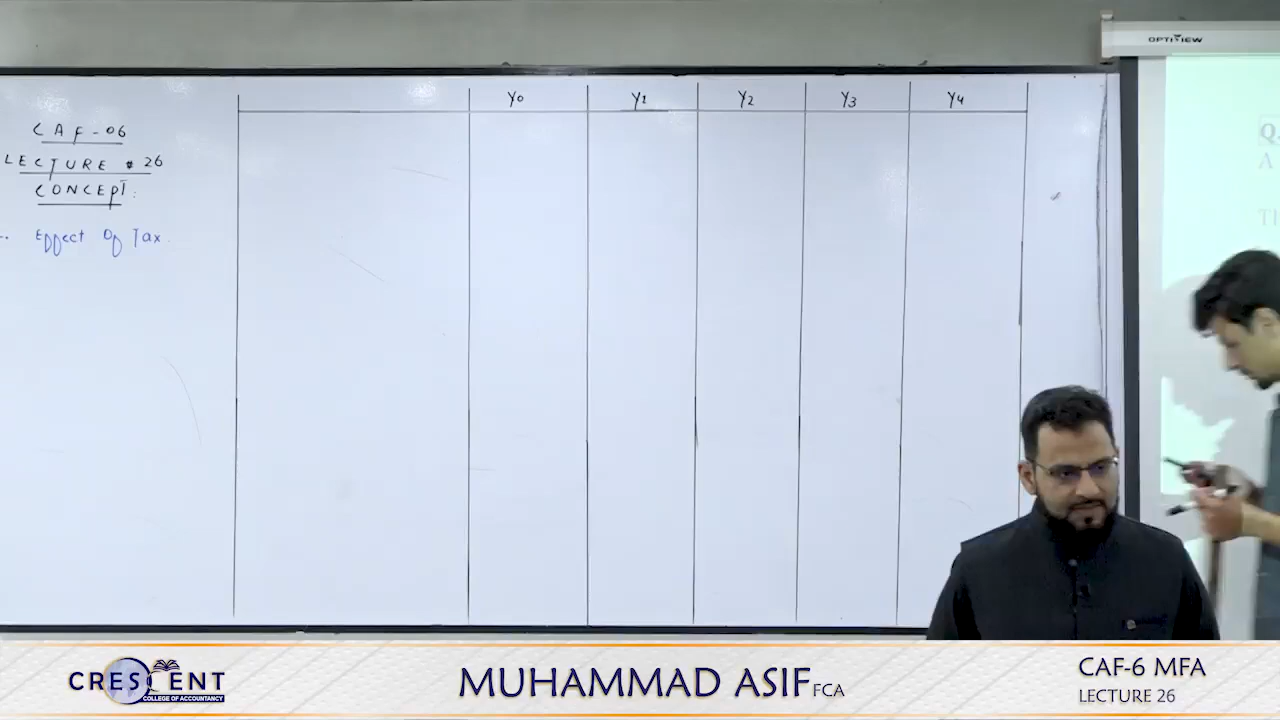 OPTIVIEW
Y0 Y1 Y2 Y3 Y4
CAF-06
LECTURE # 26
CONCEPT:
Effect Of Tax.
Q.
A
Th
CRESCENT
COLLEGE OF ACCOUNTANCY
MUHAMMAD ASIF FCA
CAF-6 MFA
LECTURE 26